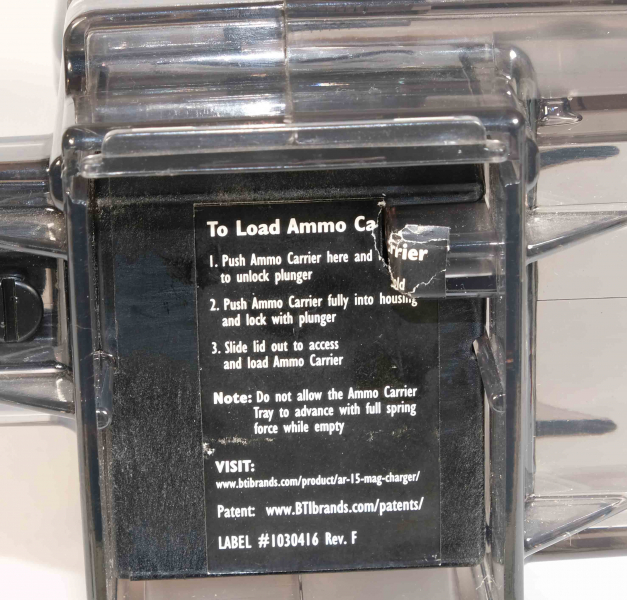 To Load Ammo Ca rrier
1. Push Ammo Carrier here and
to unlock plunger
2. Push Ammo Carrier fully into housing
and lock with plunger
3. Slide lid out to access
and load Ammo Carrier
Note: Do not allow the Ammo Carrier
Tray to advance with full spring
force while empty
VISIT:
www.btibrands.com/product/ar-15-mag-charger/
Patent: www.BTIbrands.com/patents/
LABEL #1030416 Rev. F